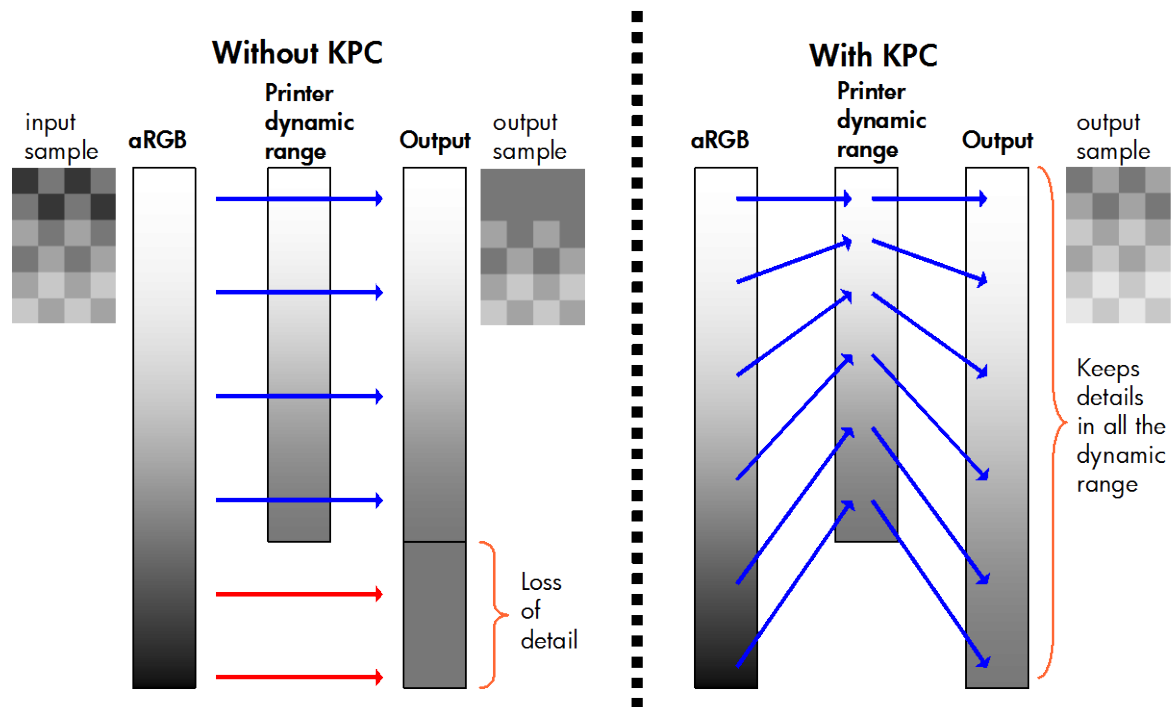 Without KPC
input
sample
aRGB
Printer
dynamic
range
Output
output
sample
Loss
of
detail
With KPC
aRGB
Printer
dynamic
range
Output
output
sample
Keeps
details
in all the
dynamic
range